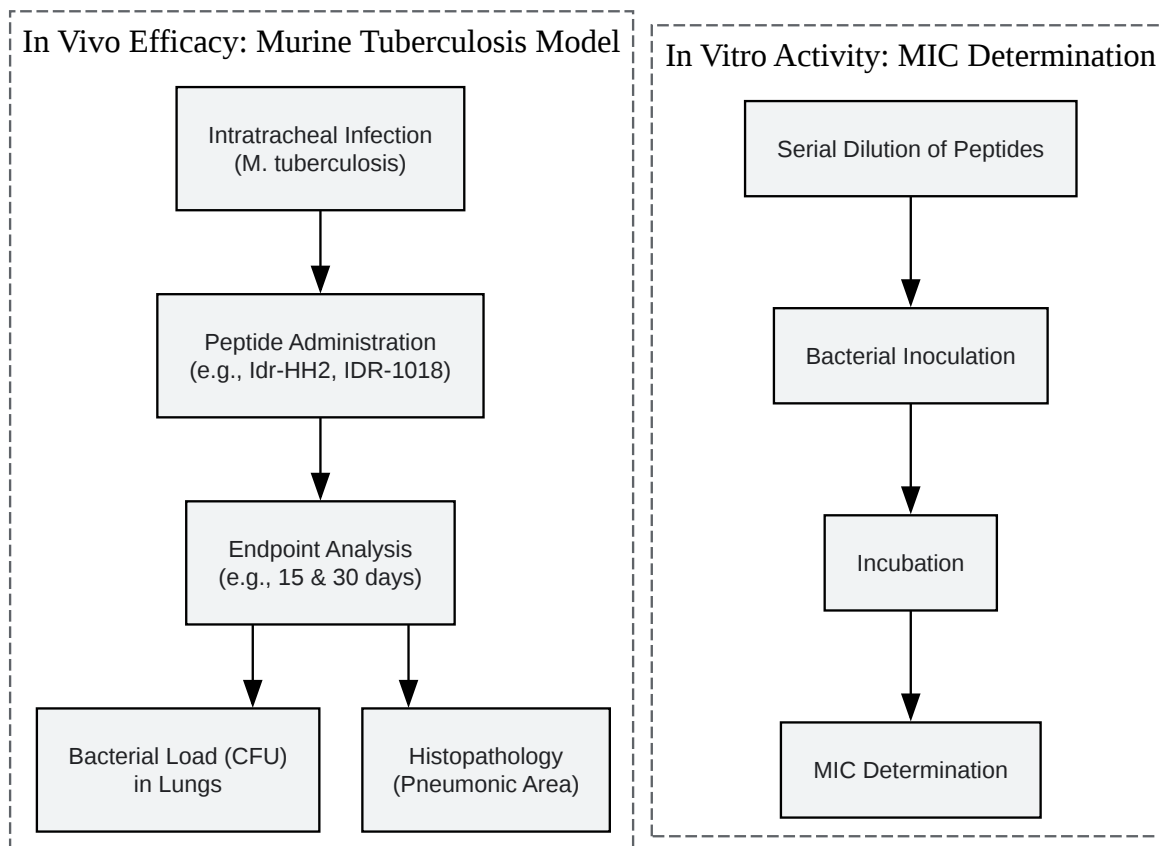 In Vivo Efficacy: Murine Tuberculosis Model
Intratracheal Infection
(M. tuberculosis)
Peptide Administration
(e.g., Idr-HH2, IDR-1018)
Endpoint Analysis
(e.g., 15 & 30 days)
Bacterial Load (CFU)
in Lungs
Histopathology
(Pneumonic Area)
In Vitro Activity: MIC Determination
Serial Dilution of Peptides
Bacterial Inoculation
Incubation
MIC Determination